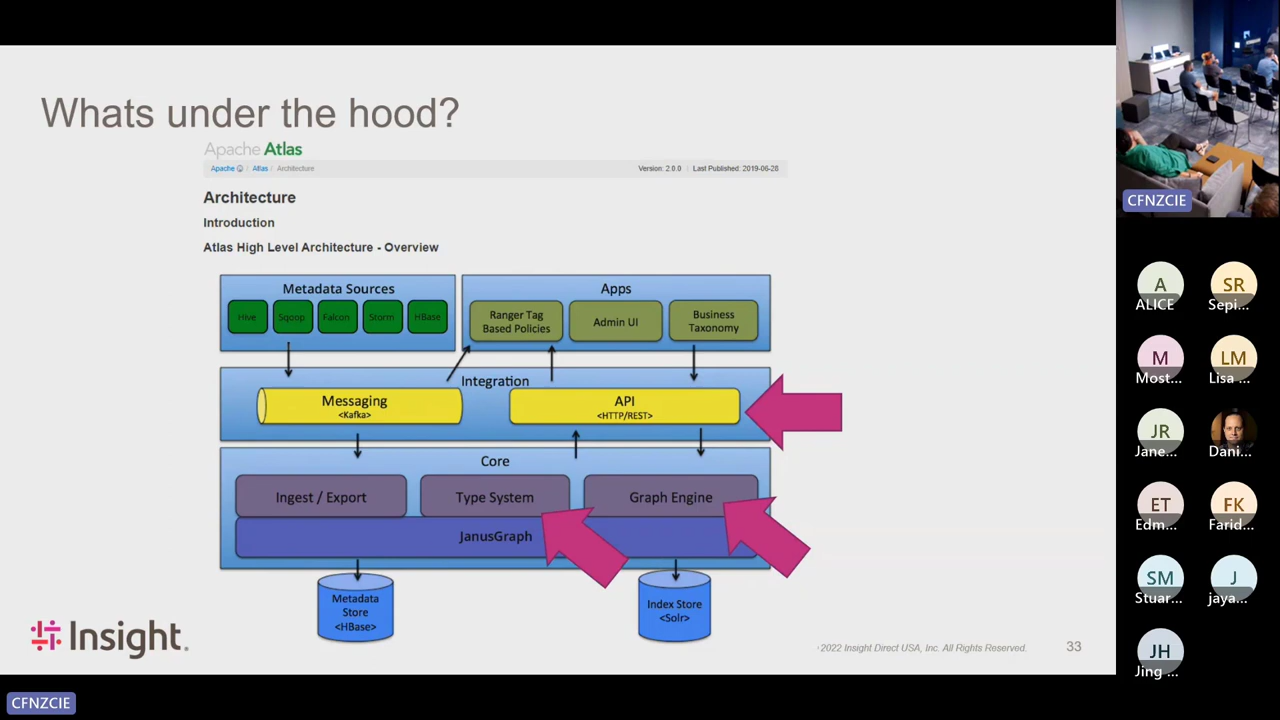 Whats under the hood?
Apache Atlas
Apache / Atlas / Architecture
Version: 2.0.0 | Last Published: 2019-06-28
Architecture
Introduction
Atlas High Level Architecture - Overview
Metadata Sources
Hive
Sqoop
Falcon
Storm
HBase
Apps
Ranger Tag
Based Policies
Admin UI
Business
Taxonomy
Integration
Messaging
<Kafka>
API
<HTTP/REST>
Core
Ingest / Export
Type System
Graph Engine
JanusGraph
Metadata
Store
<HBase>
Index Store
<Solr>
Insight.
2022 Insight Direct USA, Inc. All Rights Reserved.
33
CFNZCIE
CFNZCIE
A
ALICE
SR
Sepi...
M
Most...
LM
Lisa ...
JR
Jane...
Dani...
ET
Edm...
FK
Farid...
SM
Stuar...
J
jaya...
JH
Jing ...